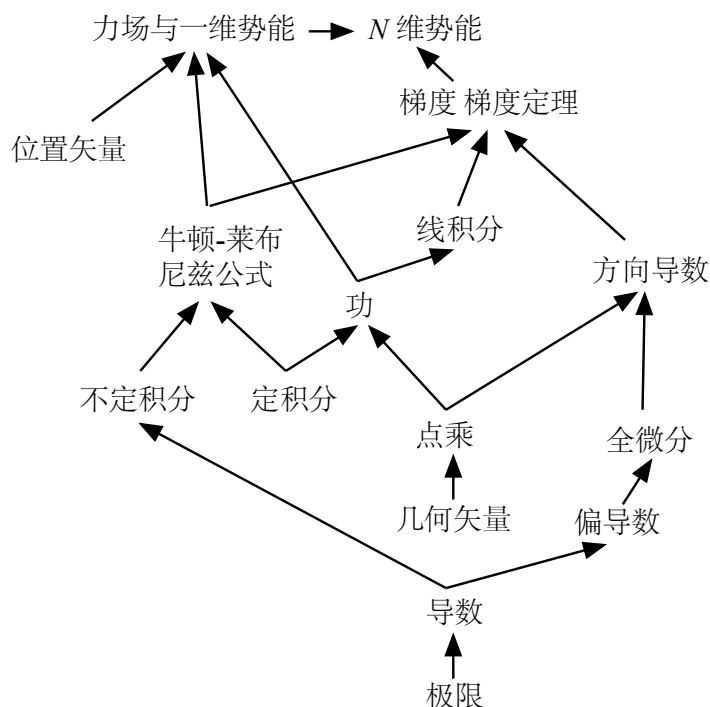 力场与一维势能
N 维势能
梯度 梯度定理
位置矢量
线积分
牛顿-莱布
尼兹公式
方向导数
功
不定积分
定积分
点乘
全微分
几何矢量
偏导数
导数
极限